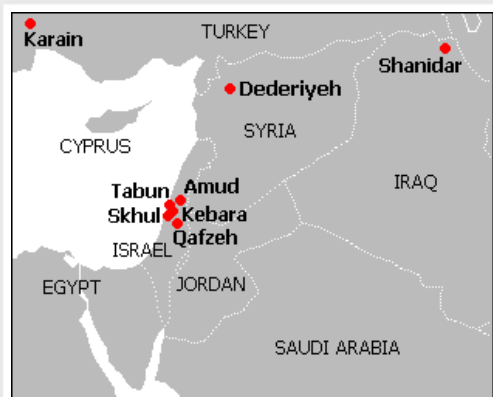 TURKEY
Karain
Shanidar
Dederiyeh
SYRIA
CYPRUS
IRAQ
Tabun Amud
Skhul Kebara
Qafzeh
ISRAEL
EGYPT JORDAN
SAUDI ARABIA